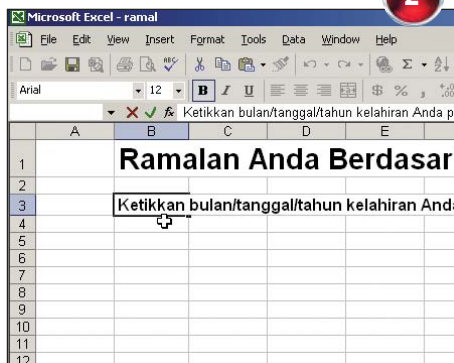 2
Microsoft Excel - ramal
File Edit View Insert Format Tools Data Window Help
Arial 12 B I U $ % ,
Ketikkan bulan/tanggal/tahun kelahiran Anda p
A B C D E
1 Ramalan Anda Berdasar
2
3 Ketikkan bulan/tanggal/tahun kelahiran Anda
4
5
6
7
8
9
10
11
12